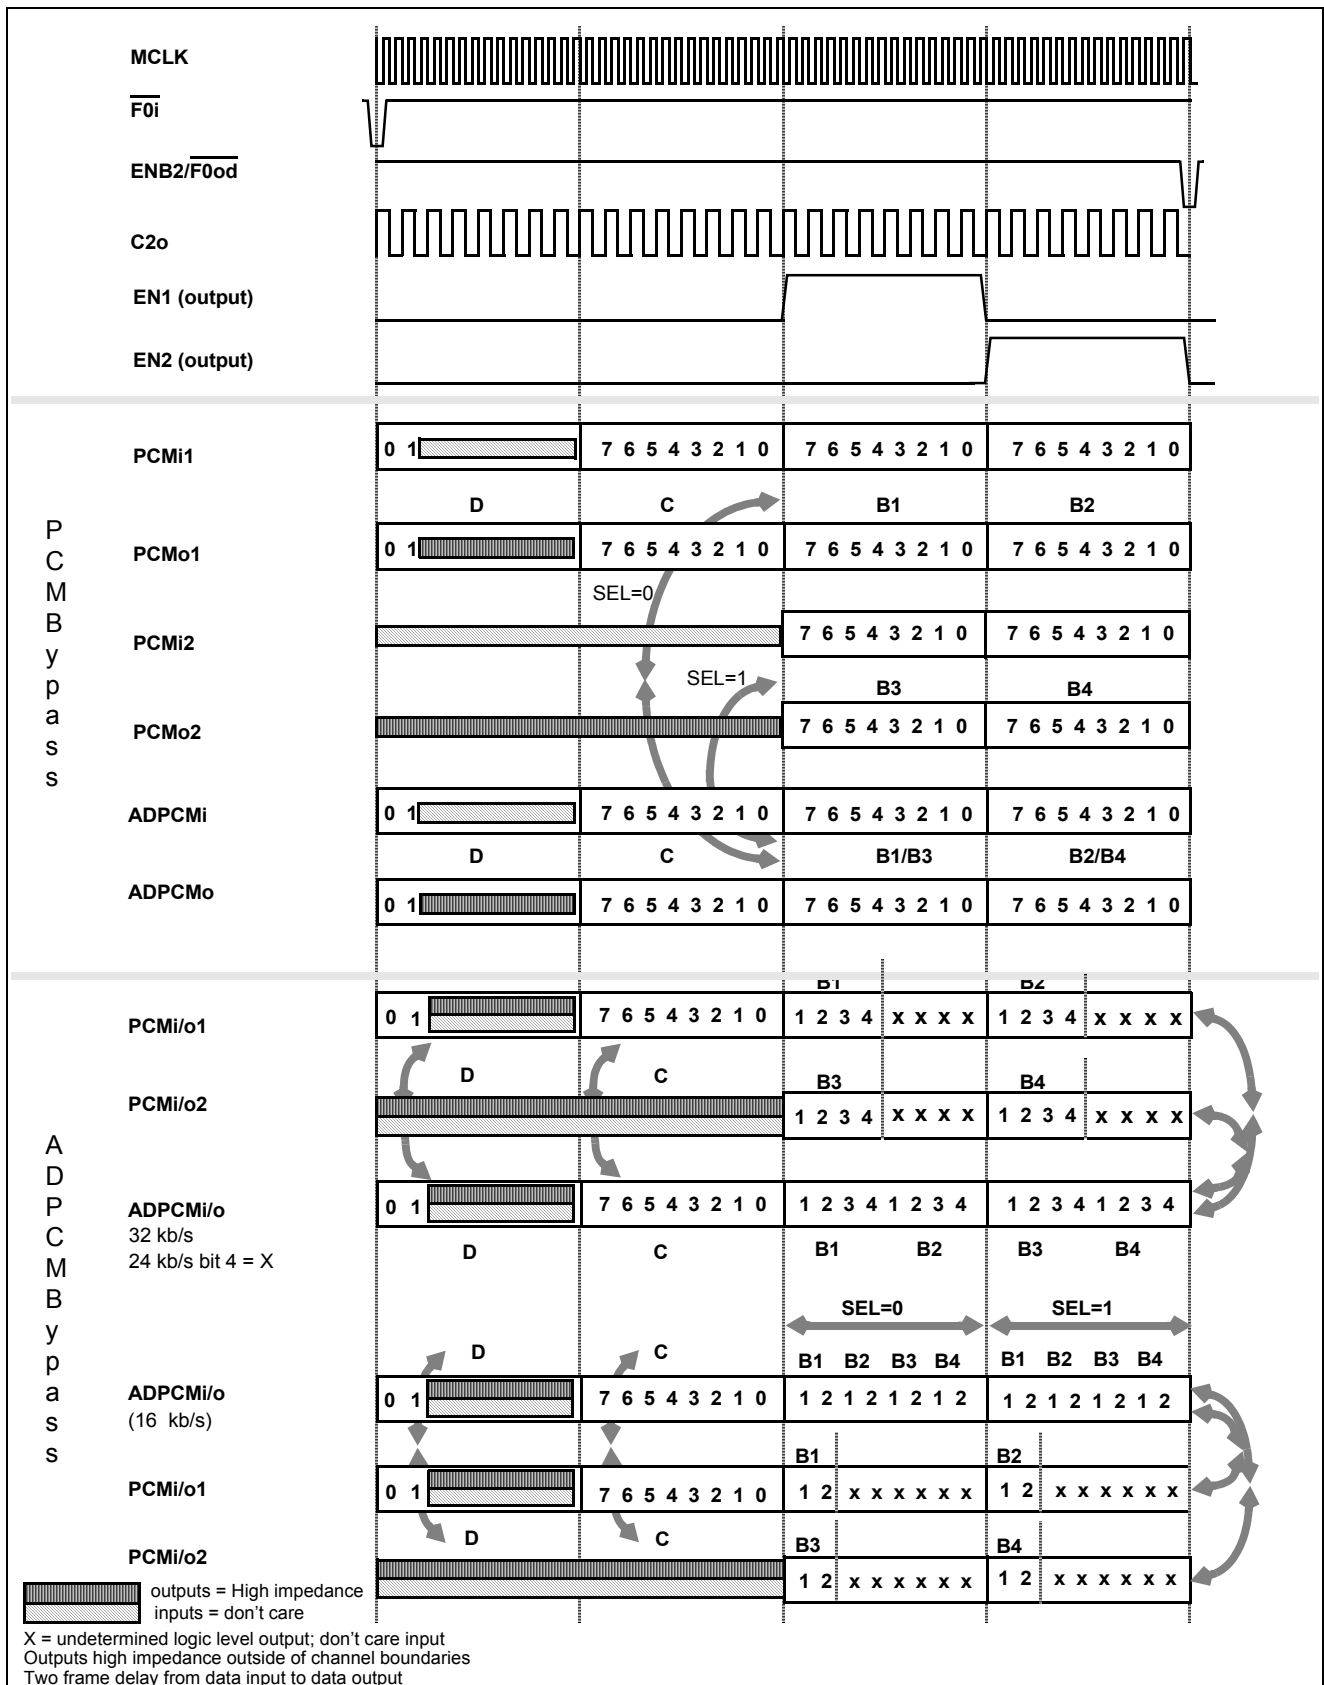 MCLK
F0i
ENB2/F0od
C2o
EN1 (output)
EN2 (output)
PCM Bypass
PCMi1
0 1 7 6 5 4 3 2 1 0 7 6 5 4 3 2 1 0 7 6 5 4 3 2 1 0
D C B1 B2
PCMo1
0 1 7 6 5 4 3 2 1 0 7 6 5 4 3 2 1 0 7 6 5 4 3 2 1 0
SEL=0
PCMi2
7 6 5 4 3 2 1 0 7 6 5 4 3 2 1 0
SEL=1 B3 B4
PCMo2
7 6 5 4 3 2 1 0 7 6 5 4 3 2 1 0
ADPCMi
0 1 7 6 5 4 3 2 1 0 7 6 5 4 3 2 1 0 7 6 5 4 3 2 1 0
D C B1/B3 B2/B4
ADPCMo
0 1 7 6 5 4 3 2 1 0 7 6 5 4 3 2 1 0 7 6 5 4 3 2 1 0
ADPCM Bypass
B1 B2
PCMi/o1
0 1 7 6 5 4 3 2 1 0 1 2 3 4 x x x x 1 2 3 4 x x x x
D C B3 B4
PCMi/o2
1 2 3 4 x x x x 1 2 3 4 x x x x
ADPCMi/o
0 1 7 6 5 4 3 2 1 0 1 2 3 4 1 2 3 4 1 2 3 4 1 2 3 4
32 kb/s
24 kb/s bit 4 = X
D C B1 B2 B3 B4
SEL=0 SEL=1
D C B1 B2 B3 B4 B1 B2 B3 B4
ADPCMi/o
0 1 7 6 5 4 3 2 1 0 1 2 1 2 1 2 1 2 1 2 1 2 1 2 1 2
(16 kb/s)
B1 B2
PCMi/o1
0 1 7 6 5 4 3 2 1 0 1 2 x x x x x x 1 2 x x x x x x
D C B3 B4
PCMi/o2
1 2 x x x x x x 1 2 x x x x x x
outputs = High impedance
inputs = don't care
X = undetermined logic level output; don't care input
Outputs high impedance outside of channel boundaries
Two frame delay from data input to data output